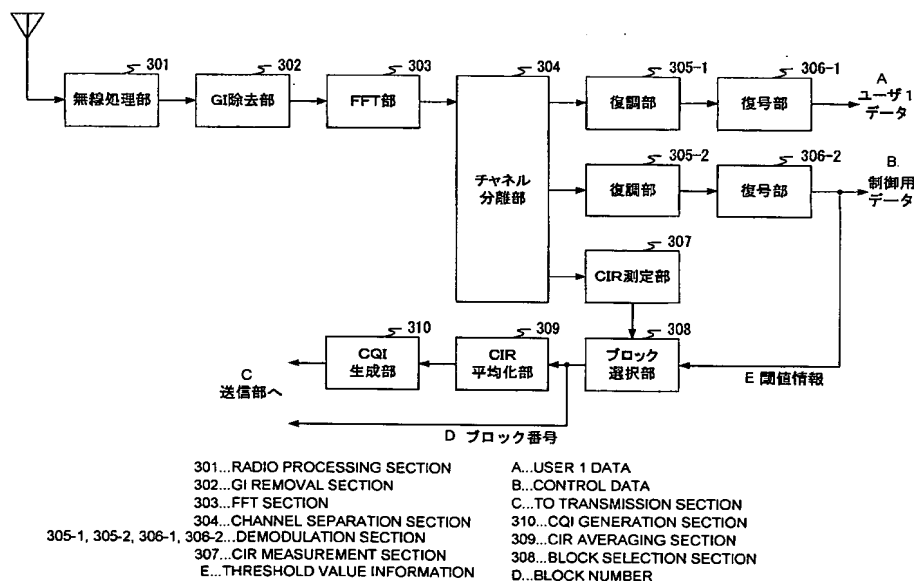 301
302
303
304
305-1
306-1
無線処理部
GI除去部
FFT部
チャネル
分離部
復調部
復号部
A
ユーザ1
データ
305-2
306-2
復調部
復号部
B.
制御用
データ
307
CIR測定部
310
309
308
CQI
生成部
CIR
平均化部
ブロック
選択部
C
送信部へ
E 閾値情報
D ブロック番号
301...RADIO PROCESSING SECTION
302...GI REMOVAL SECTION
303...FFT SECTION
304...CHANNEL SEPARATION SECTION
305-1, 305-2, 306-1, 306-2...DEMODULATION SECTION
307...CIR MEASUREMENT SECTION
E...THRESHOLD VALUE INFORMATION
A...USER 1 DATA
B...CONTROL DATA
C...TO TRANSMISSION SECTION
310...CQI GENERATION SECTION
309...CIR AVERAGING SECTION
308...BLOCK SELECTION SECTION
D...BLOCK NUMBER